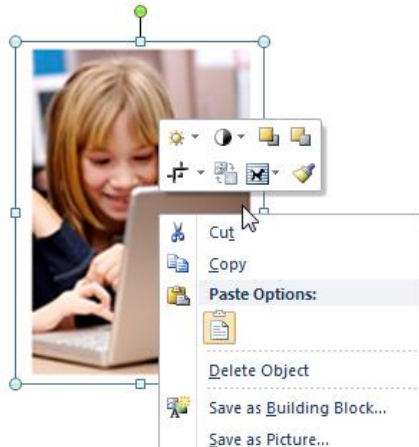 Cut
Copy
Paste Options:
Delete Object
Save as Building Block...
Save as Picture...